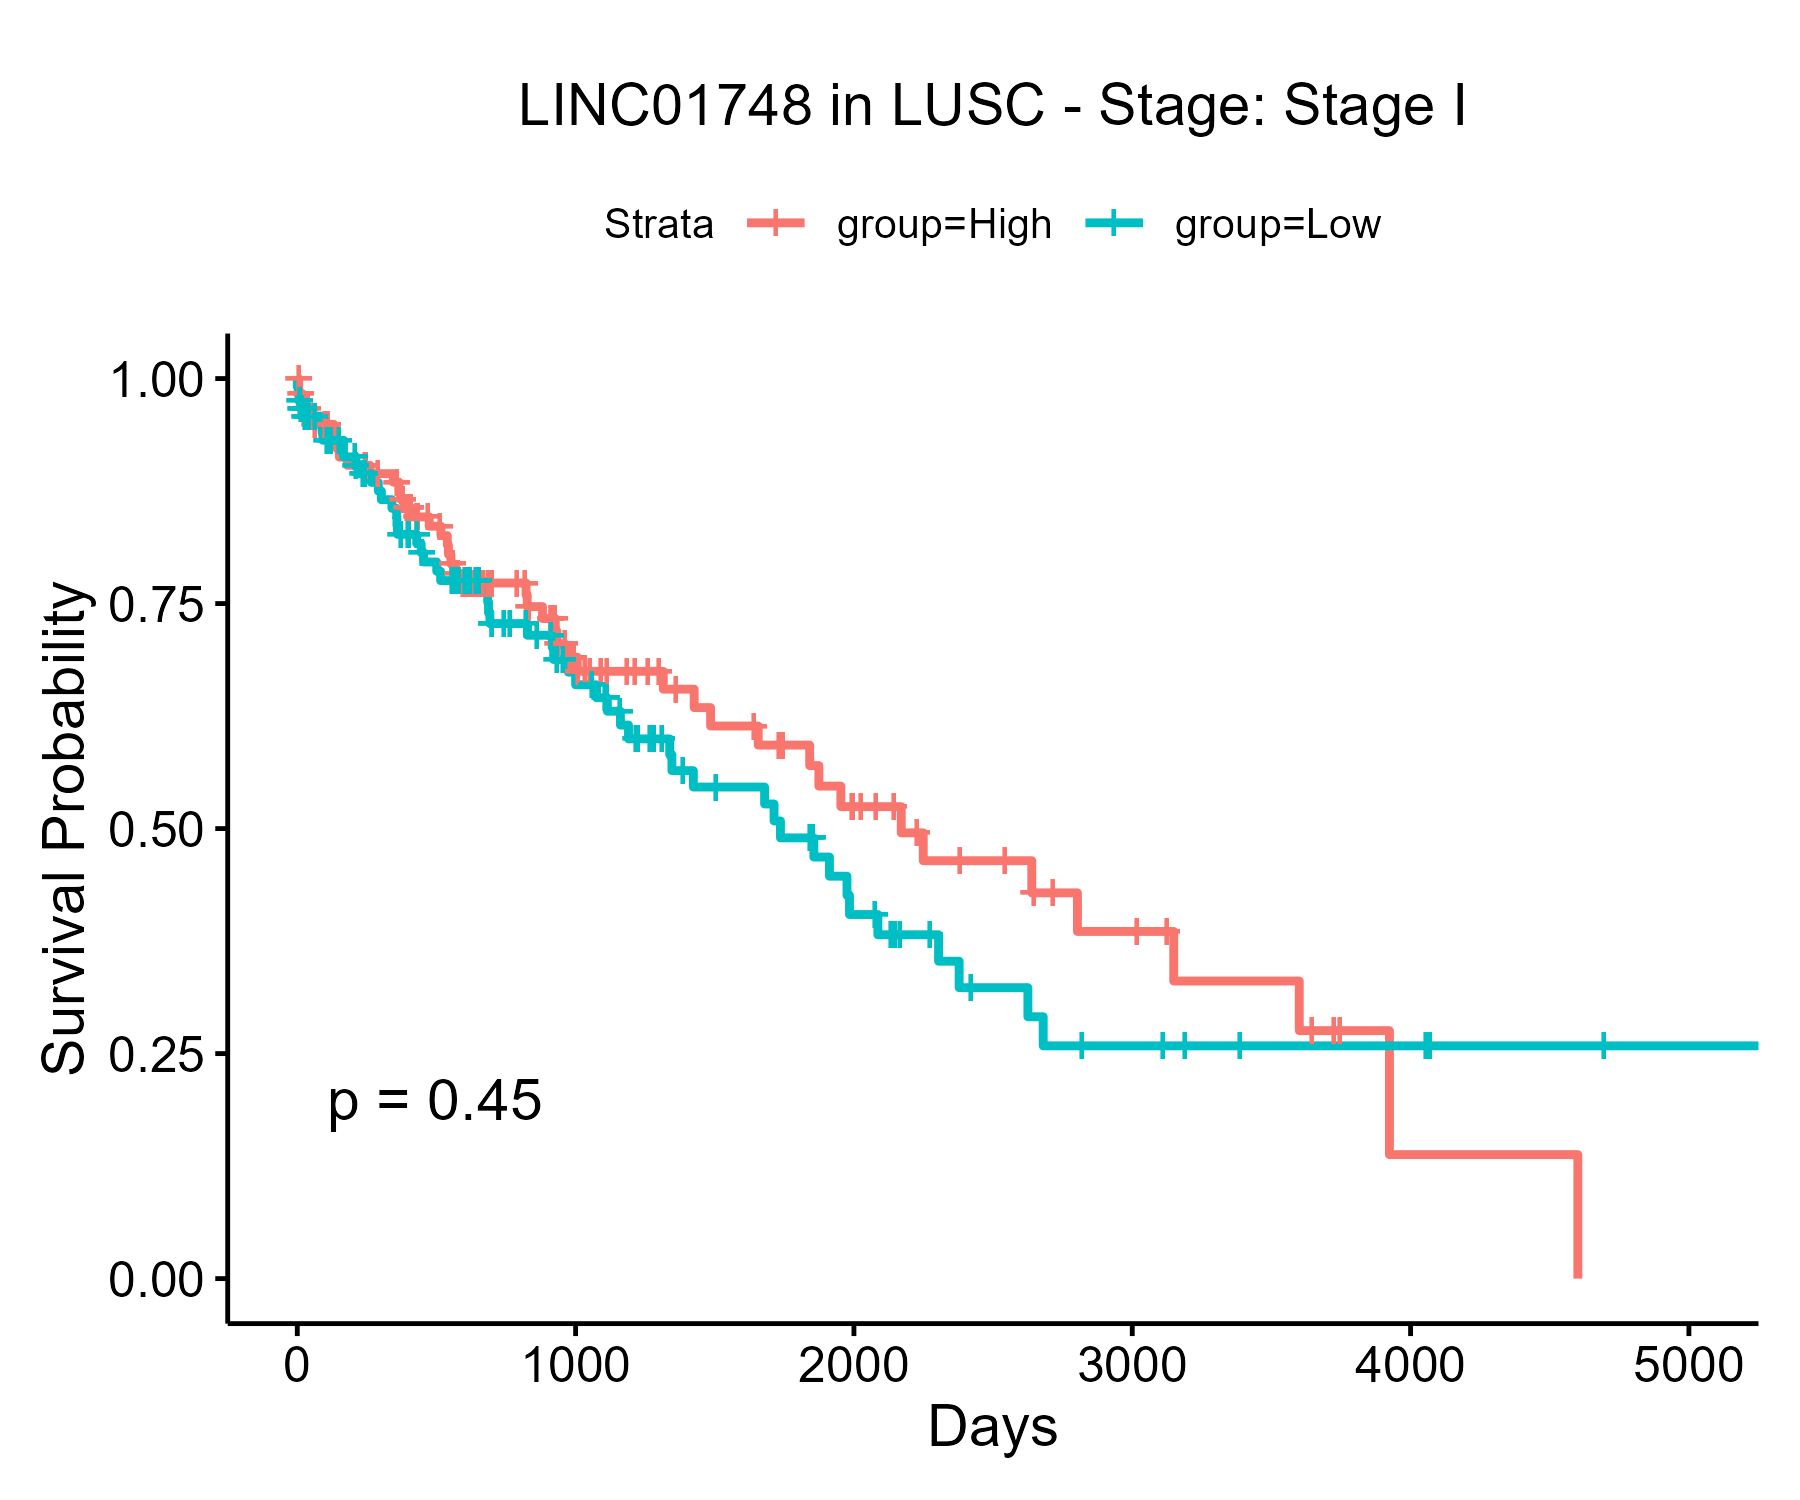 LINC01748 in LUSC - Stage: Stage I
Strata group=High group=Low
Survival Probability
1.00
0.75
0.50
0.25
0.00
p = 0.45
0 1000 2000 3000 4000 5000
Days